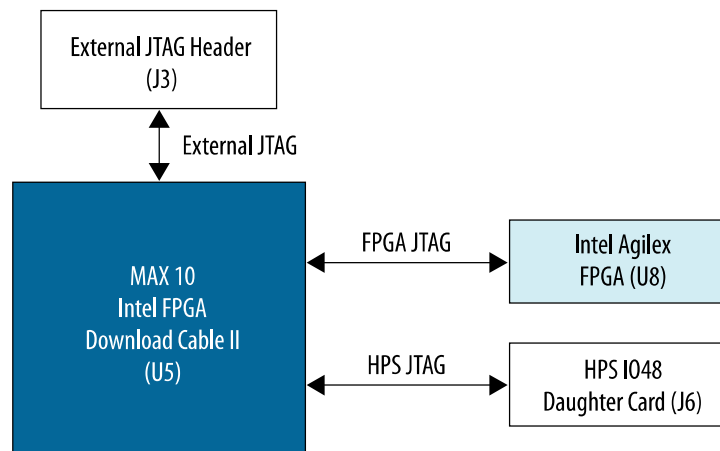 External JTAG Header
(J3)
External JTAG
MAX 10
Intel FPGA
Download Cable II
(U5)
FPGA JTAG
Intel Agilex
FPGA (U8)
HPS JTAG
HPS IO48
Daughter Card (J6)